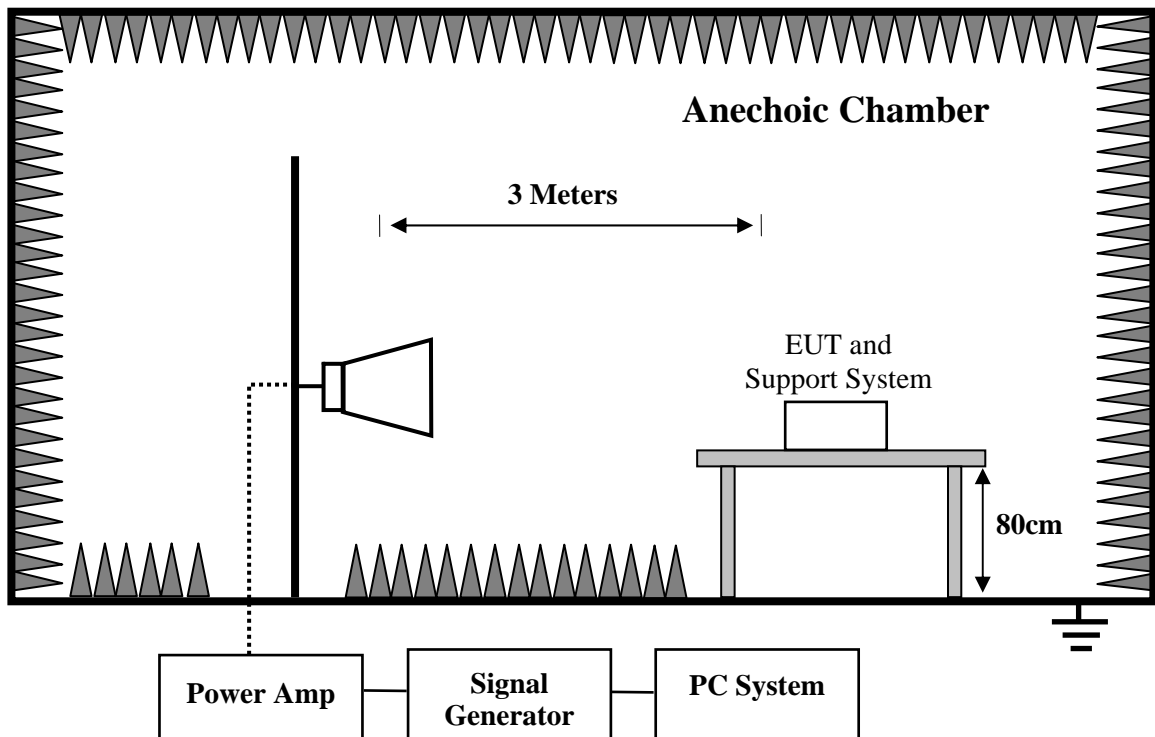 Anechoic Chamber
3 Meters
EUT and
Support System
80cm
Power Amp
Signal
Generator
PC System